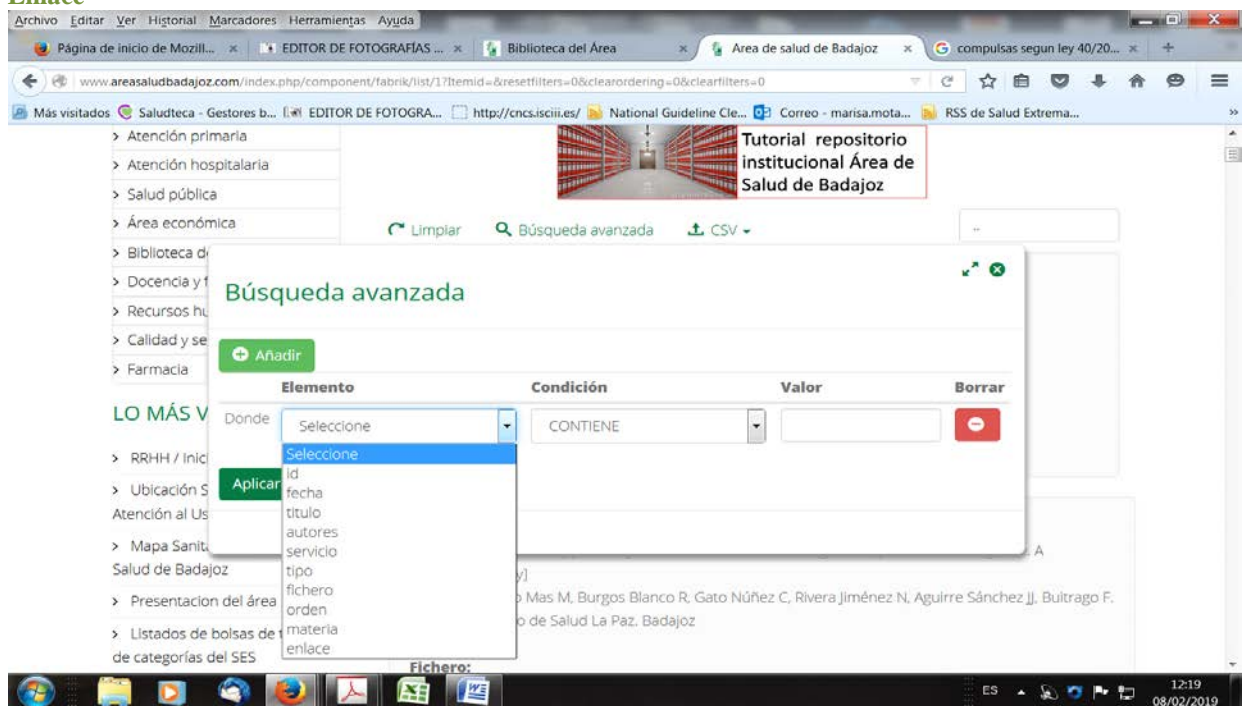 Enlace
Archivo Editar Ver Historial Marcadores Herramientas Ayuda
Página de inicio de Mozill... × EDITOR DE FOTOGRAFÍAS ... × Biblioteca del Área × Area de salud de Badajoz × compulsas segun ley 40/20... × +
www.areasaludbadajoz.com/index.php/component/fabrik/list/1?Itemid=&resetfilters=0&clearordering=0&clearfilters=0
Más visitados Saludteca - Gestores b... EDITOR DE FOTOGRA... http://cncs.isciii.es/ National Guideline Cle... Correo - marisa.mota... RSS de Salud Extrema... »
> Atención primaria
> Atención hospitalaria
> Salud pública
> Área económica
> Biblioteca d
> Docencia y f
> Recursos hu
> Calidad y se
> Farmacia
LO MÁS V
> RRHH / Inic
> Ubicación S
Atención al Us
> Mapa Sanita
Salud de Badajoz
> Presentacion del área
> Listados de bolsas de t
de categorías del SES
Tutorial repositorio
institucional Área de
Salud de Badajoz
Limpiar Búsqueda avanzada CSV
--
Búsqueda avanzada
Añadir
Elemento Condición Valor Borrar
Donde Seleccione CONTIENE
Seleccione
id
fecha
titulo
autores
servicio
tipo
fichero
orden
materia
enlace
Aplicar
. A
y]
o Mas M, Burgos Blanco R, Gato Núñez C, Rivera Jiménez N, Aguirre Sánchez JJ, Buitrago F.
o de Salud La Paz. Badajoz
Fichero:
ES 12:19
08/02/2019